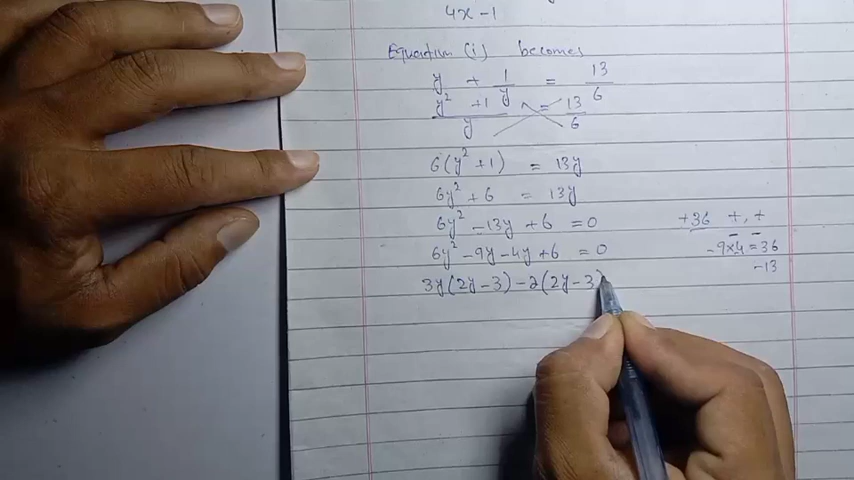 4x - 1
Equation (i) becomes
y + 1/y = 13/6
y² + 1 / y = 13/6
6(y² + 1) = 13y
6y² + 6 = 13y
6y² - 13y + 6 = 0
+36 +, +
6y² - 9y - 4y + 6 = 0
- -
-9×4 = 36
-13
3y(2y - 3) - 2(2y - 3)